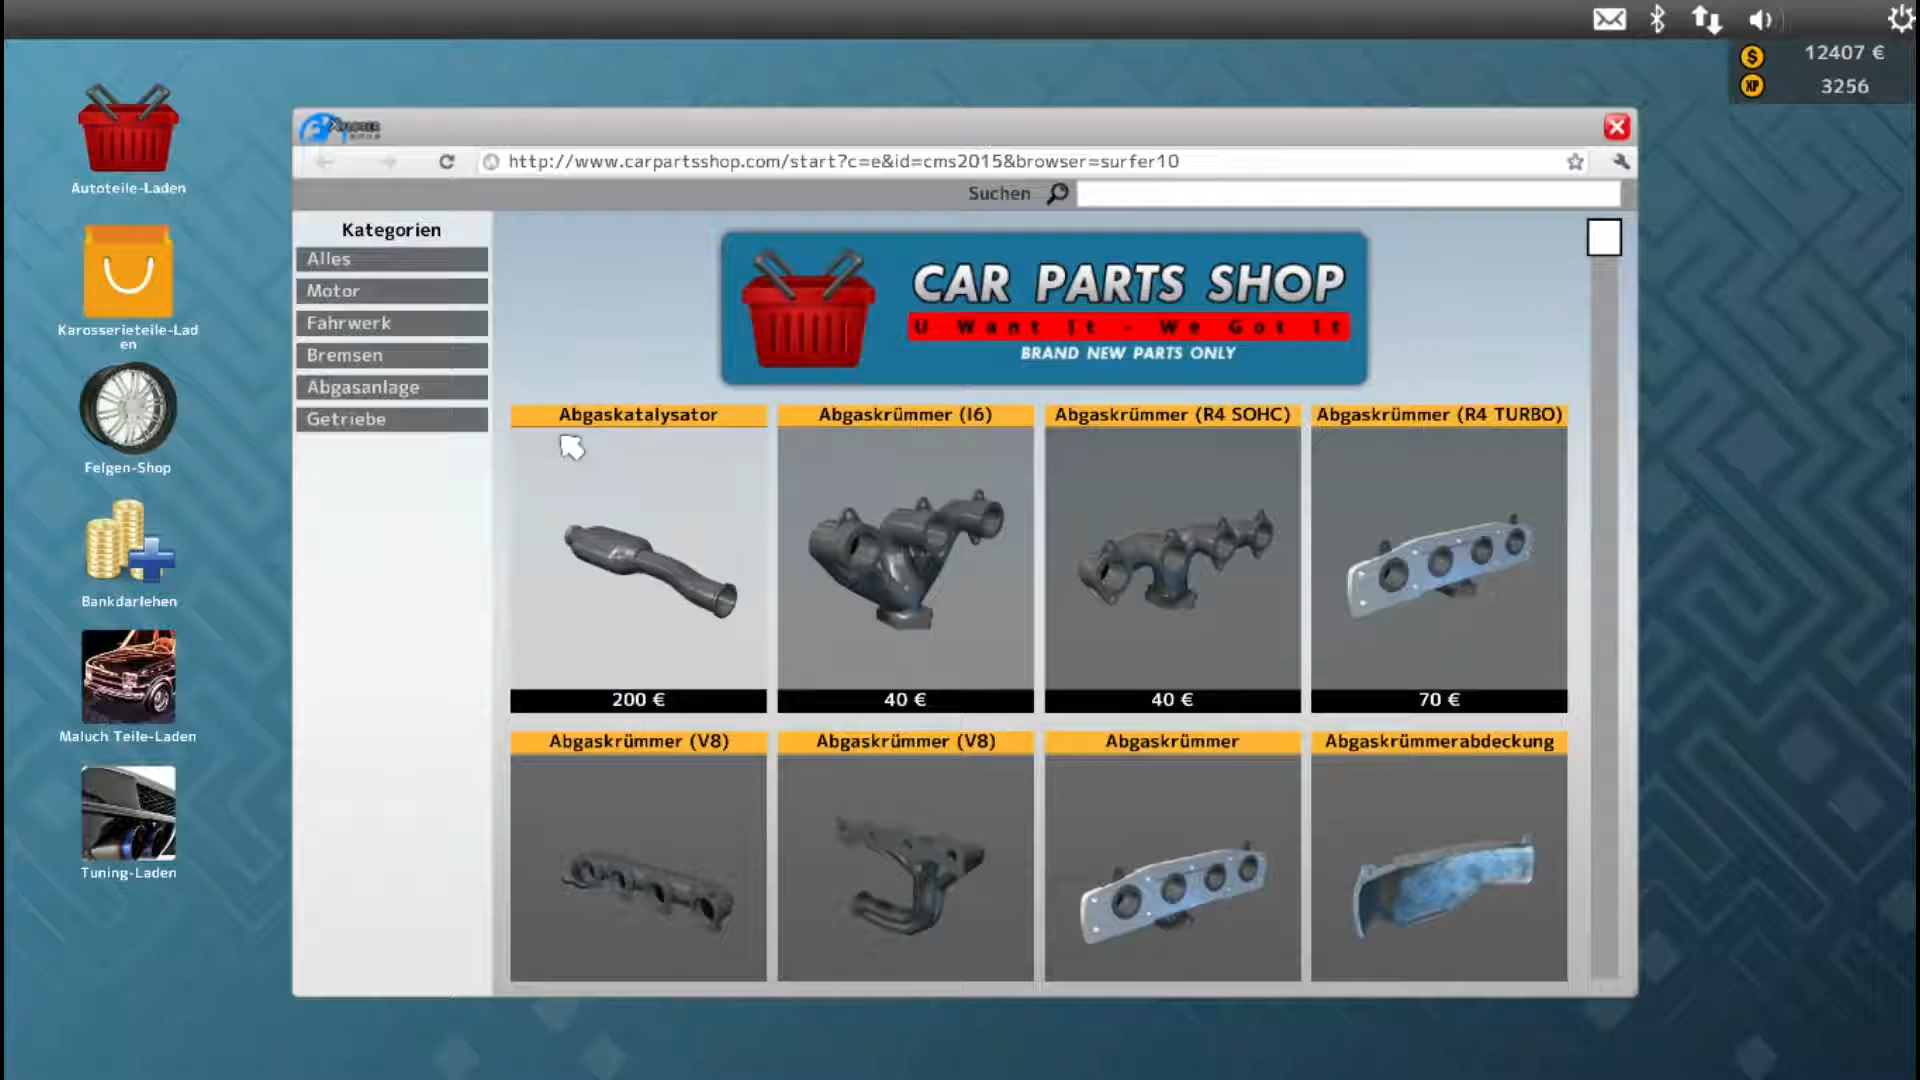 12407 €
XP
3256
Autoteile-Laden
Karosserieteile-Lad
en
Felgen-Shop
Bankdarlehen
Maluch Teile-Laden
Tuning-Laden
http://www.carpartsshop.com/start?c=e&id=cms2015&browser=surfer10
Suchen
Kategorien
Alles
Motor
Fahrwerk
Bremsen
Abgasanlage
Getriebe
CAR PARTS SHOP
U Want It - We Got It
BRAND NEW PARTS ONLY
Abgaskatalysator
Abgaskrümmer (I6)
Abgaskrümmer (R4 SOHC)
Abgaskrümmer (R4 TURBO)
200 €
40 €
40 €
70 €
Abgaskrümmer (V8)
Abgaskrümmer (V8)
Abgaskrümmer
Abgaskrümmerabdeckung